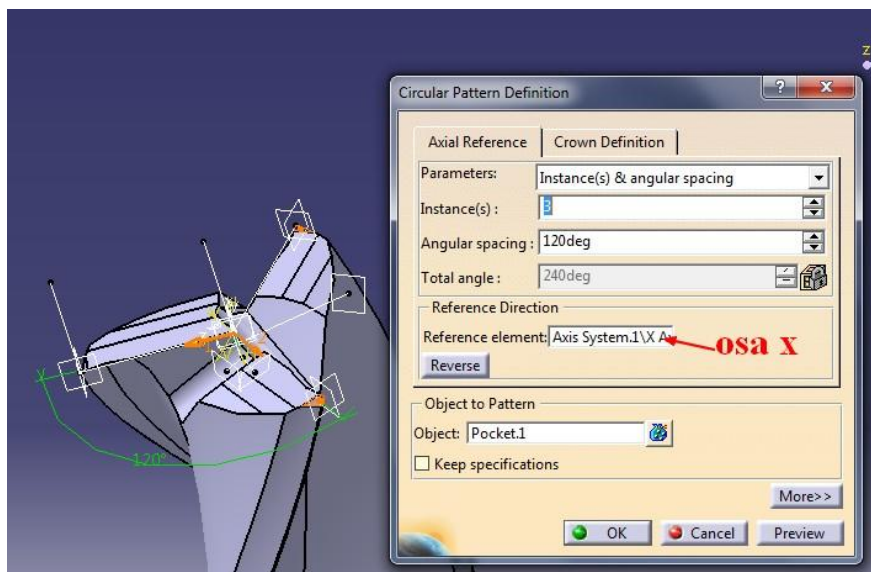 z
Circular Pattern Definition
?
X
Axial Reference
Crown Definition
Parameters:
Instance(s) & angular spacing
Instance(s) :
3
Angular spacing :
120deg
Total angle :
240deg
Reference Direction
Reference element:
Axis System.1\X A
osa x
Reverse
Object to Pattern
Object:
Pocket.1
Keep specifications
More>>
OK
Cancel
Preview
y
120°